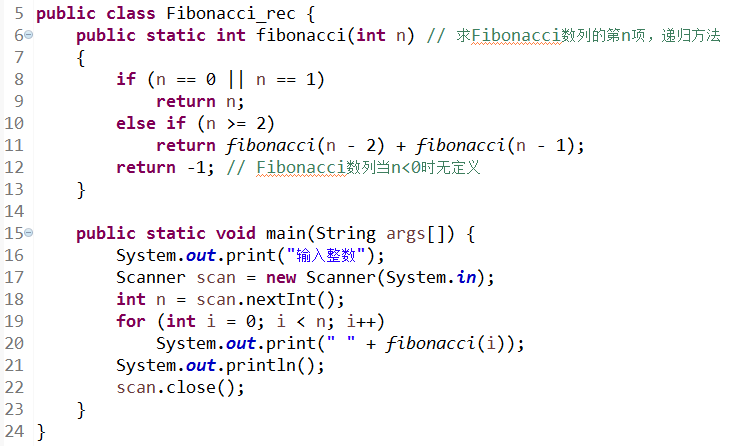 5 public class Fibonacci_rec {
6 public static int fibonacci(int n) // 求Fibonacci数列的第n项，递归方法
7 {
8 if (n == 0 || n == 1)
9 return n;
10 else if (n >= 2)
11 return fibonacci(n - 2) + fibonacci(n - 1);
12 return -1; // Fibonacci数列当n<0时无定义
13 }
14
15 public static void main(String args[]) {
16 System.out.print("输入整数");
17 Scanner scan = new Scanner(System.in);
18 int n = scan.nextInt();
19 for (int i = 0; i < n; i++)
20 System.out.print(" " + fibonacci(i));
21 System.out.println();
22 scan.close();
23 }
24 }